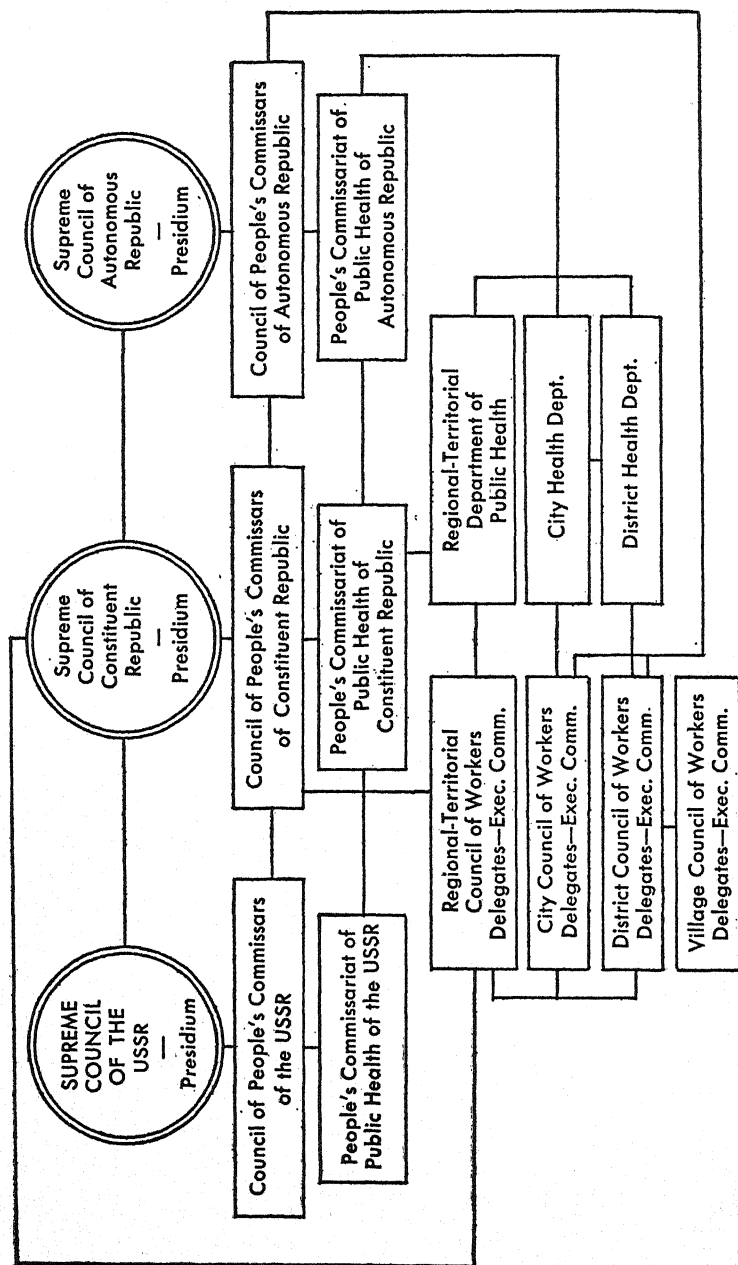 SUPREME
COUNCIL
OF THE
USSR
—
Presidium
Supreme
Council of
Constituent
Republic
—
Presidium
Supreme
Council of
Autonomous
Republic
—
Presidium
Council of People's Commissars
of the USSR
Council of People's Commissars
of Constituent Republic
Council of People's Commissars
of Autonomous Republic
People's Commissariat of
Public Health of the USSR
People's Commissariat of
Public Health of
Constituent Republic
People's Commissariat of
Public Health of
Autonomous Republic
Regional-Territorial
Council of Workers
Delegates—Exec. Comm.
Regional-Territorial
Department of
Public Health
City Council of Workers
Delegates—Exec. Comm.
City Health Dept.
District Council of Workers
Delegates—Exec. Comm.
District Health Dept.
Village Council of Workers
Delegates—Exec. Comm.